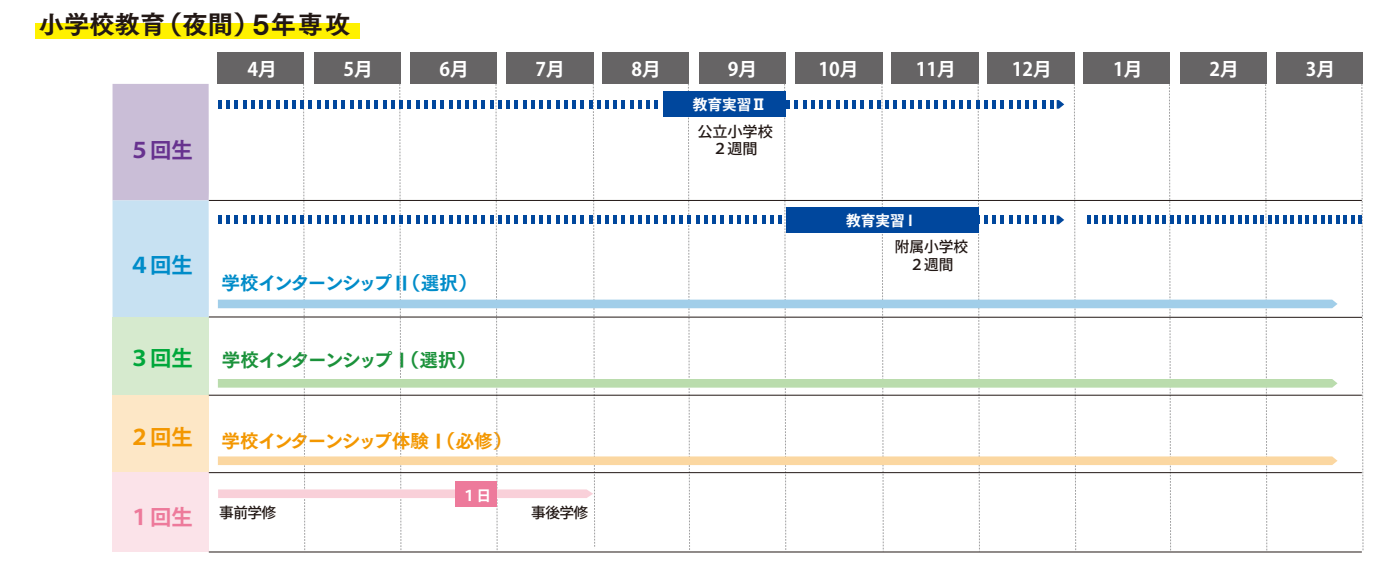 小学校教育（夜間）5年専攻
4月 5月 6月 7月 8月 9月 10月 11月 12月 1月 2月 3月
5回生
教育実習Ⅱ
公立小学校
２週間
4回生
教育実習Ⅰ
附属小学校
２週間
学校インターンシップⅡ（選択）
3回生
学校インターンシップⅠ（選択）
2回生
学校インターンシップ体験Ⅰ（必修）
1回生
1日
事前学修
事後学修